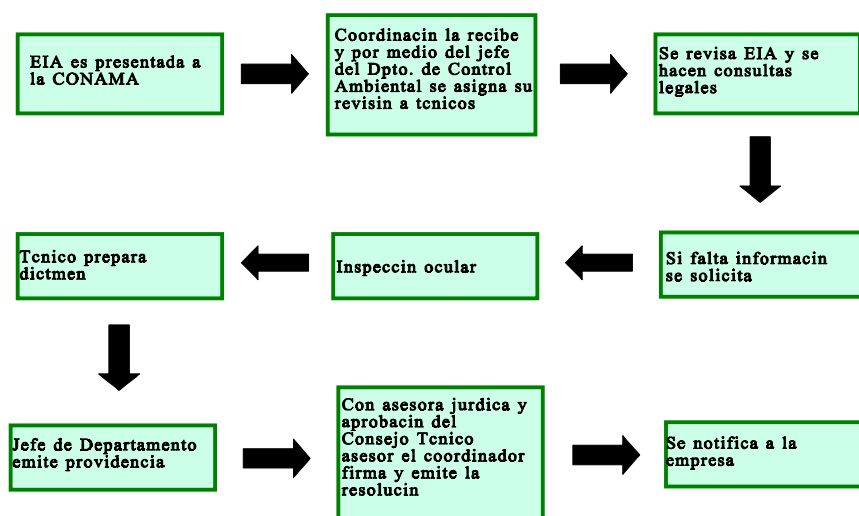 EIA es presentada a
la CONAMA
Coordinacin la recibe
y por medio del jefe
del Dpto. de Control
Ambiental se asigna su
revisin a tcnicos
Se revisa EIA y se
hacen consultas
legales
Si falta informacin
se solicita
Inspeccin ocular
Tcnico prepara
dictmen
Jefe de Departamento
emite providencia
Con asesora jurdica y
aprobacin del
Consejo Tcnico
asesor el coordinador
firma y emite la
resolucin
Se notifica a la
empresa